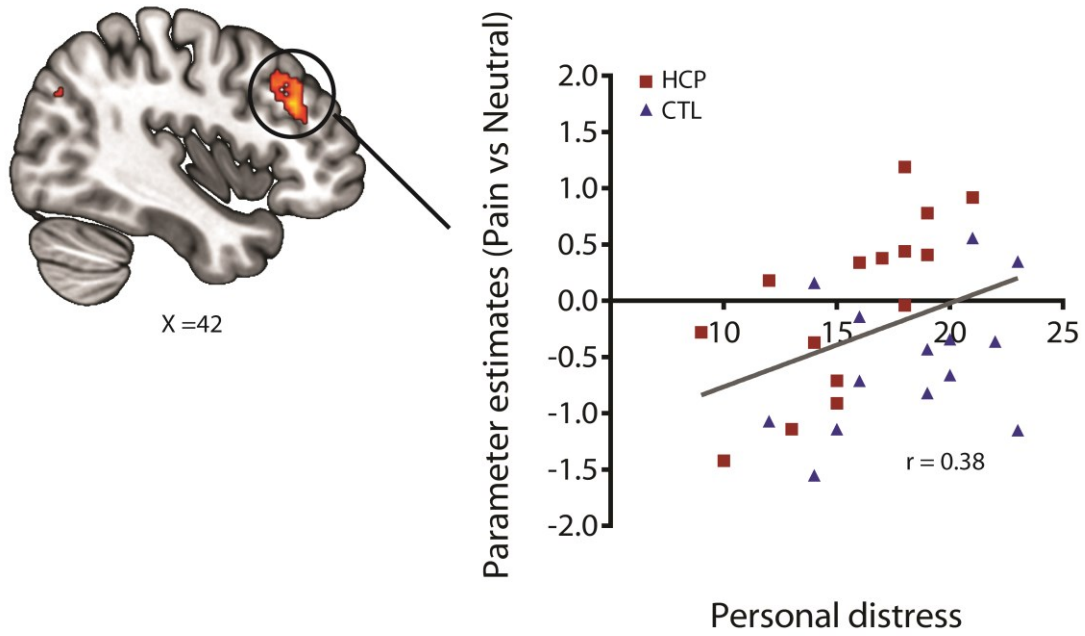 X =42
Parameter estimates (Pain vs Neutral)
2.0
1.5
1.0
0.5
0.0
-0.5
-1.0
-1.5
-2.0
HCP
CTL
10
15
20
25
r = 0.38
Personal distress